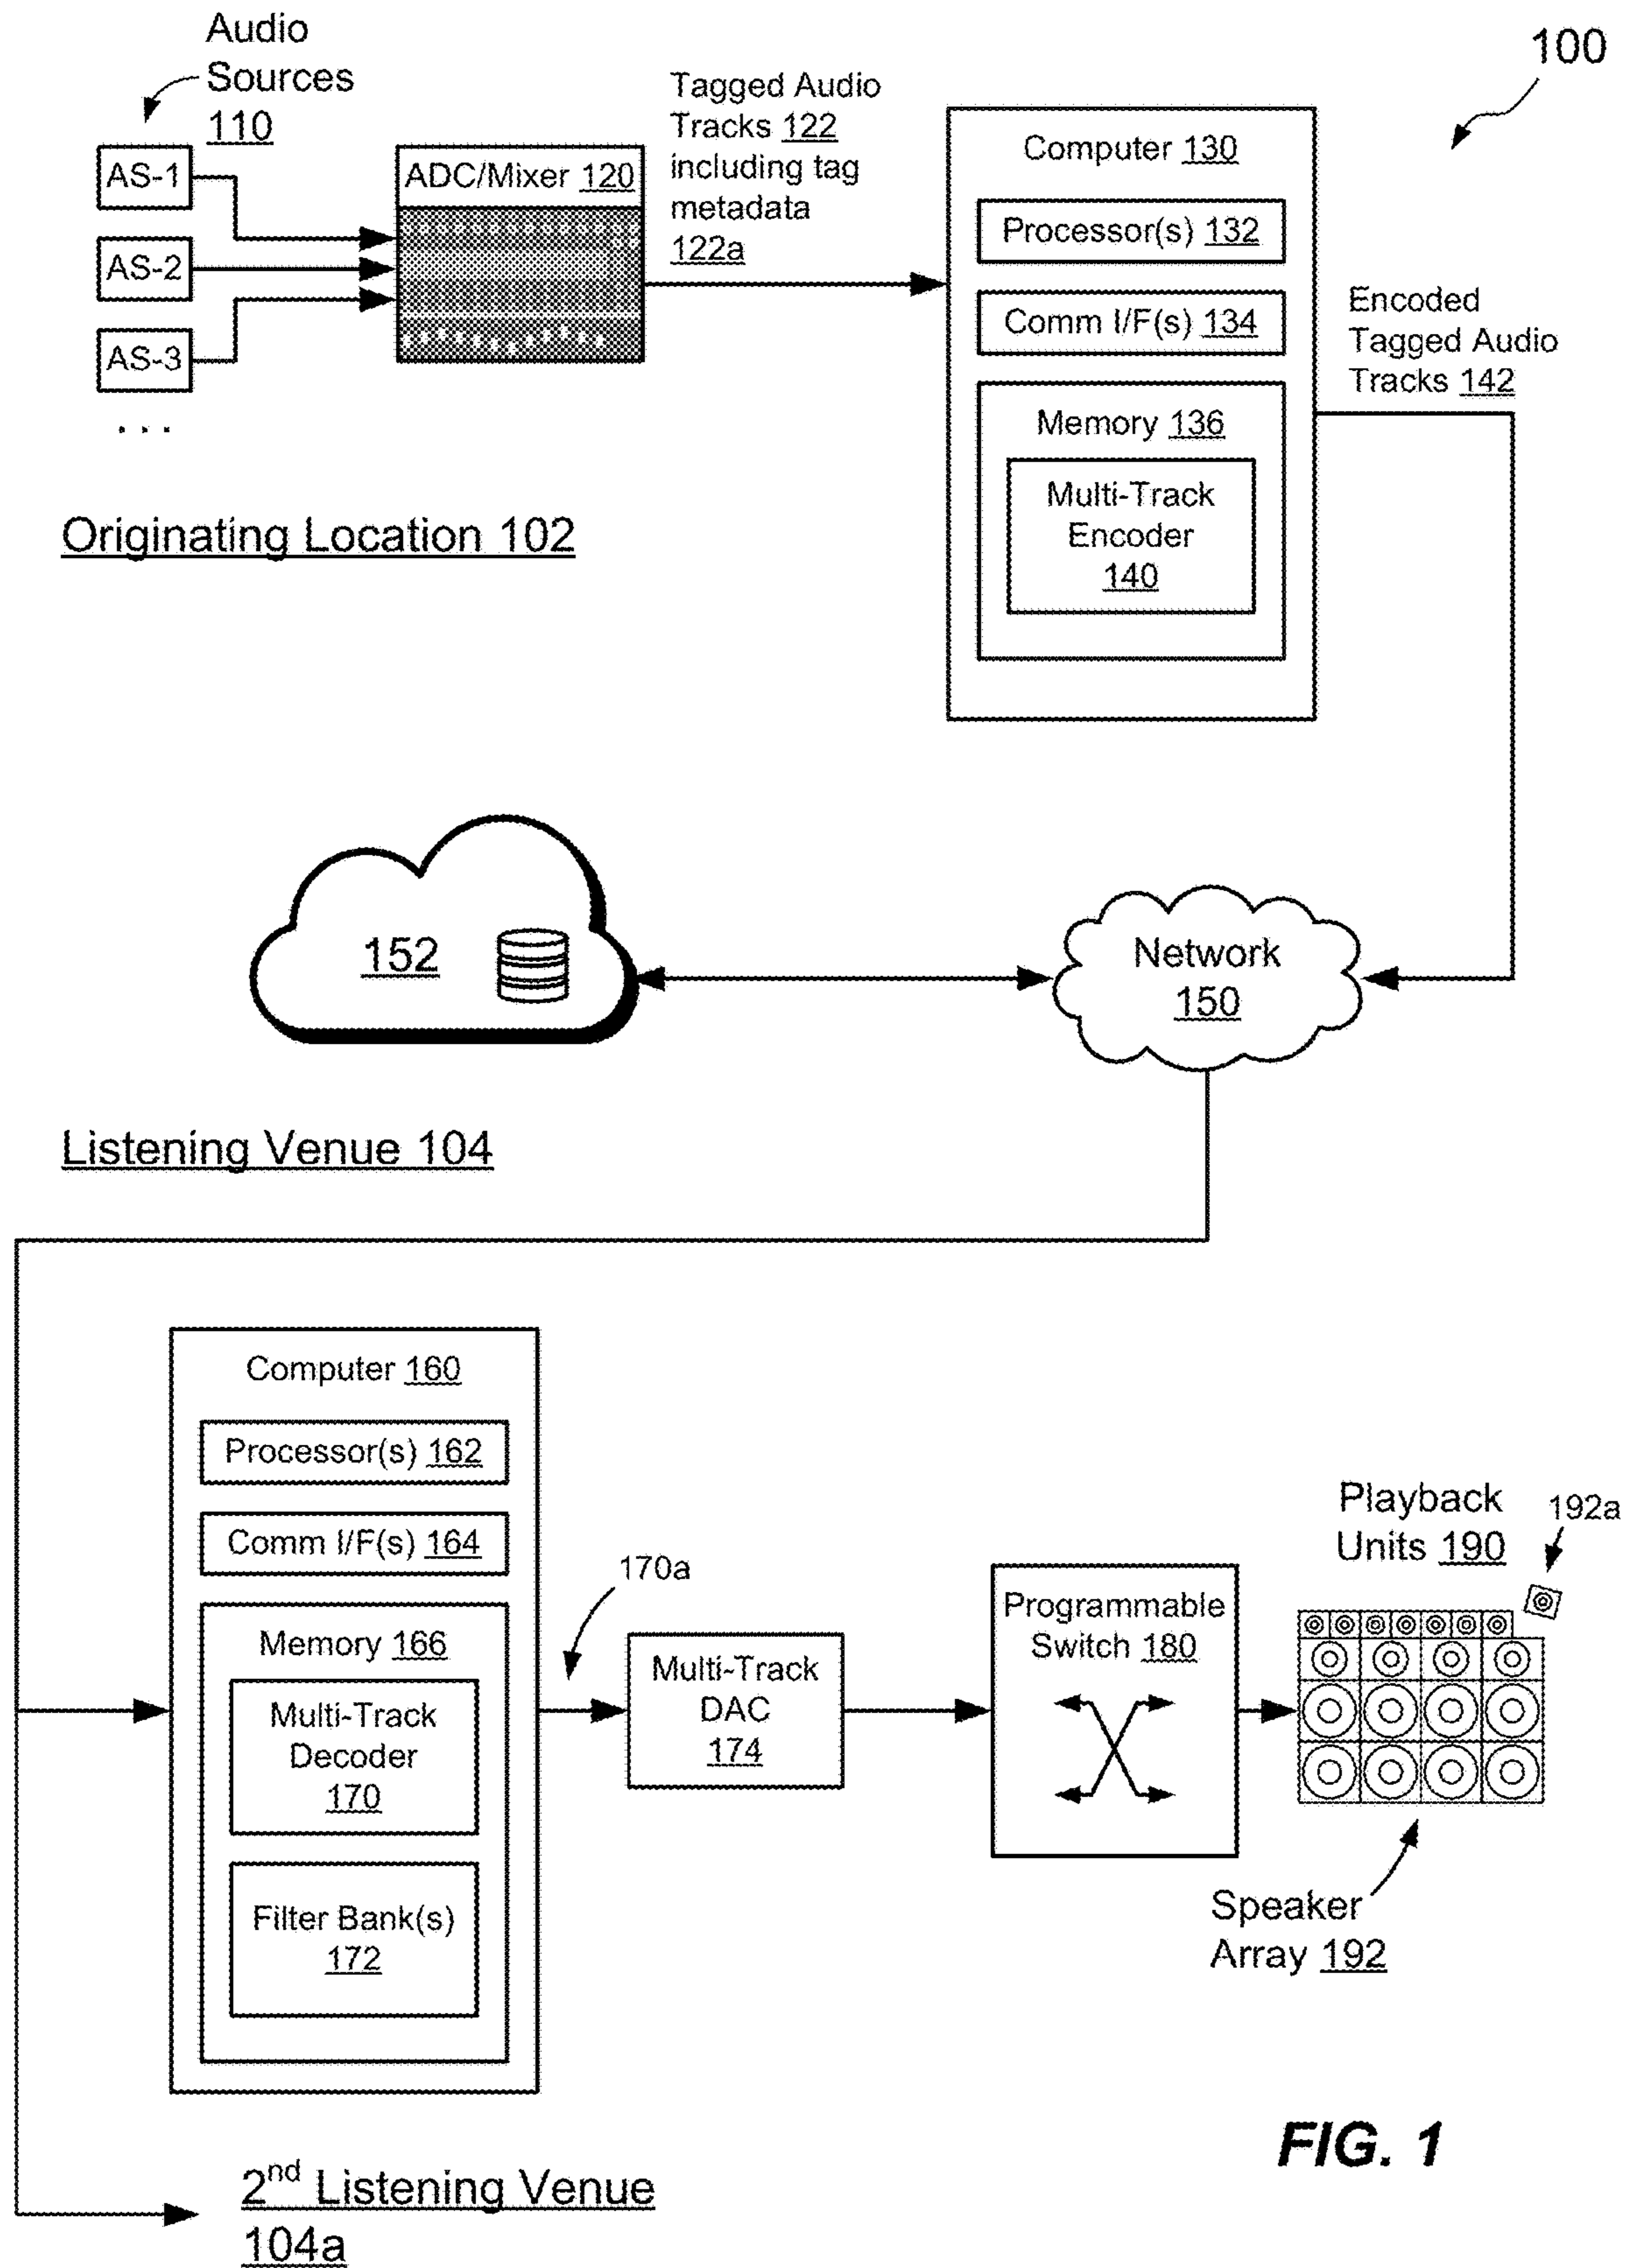 Audio
Sources
110
100
AS-1
AS-2
AS-3
. . .
ADC/Mixer 120
Tagged Audio
Tracks 122
including tag
metadata
122a
Computer 130
Processor(s) 132
Comm I/F(s) 134
Memory 136
Multi-Track
Encoder
140
Encoded
Tagged Audio
Tracks 142
Originating Location 102
152
Network
150
Listening Venue 104
Computer 160
Processor(s) 162
Comm I/F(s) 164
Memory 166
Multi-Track
Decoder
170
Filter Bank(s)
172
170a
Multi-Track
DAC
174
Programmable
Switch 180
Playback
Units 190
192a
Speaker
Array 192
FIG. 1
2nd Listening Venue
104a